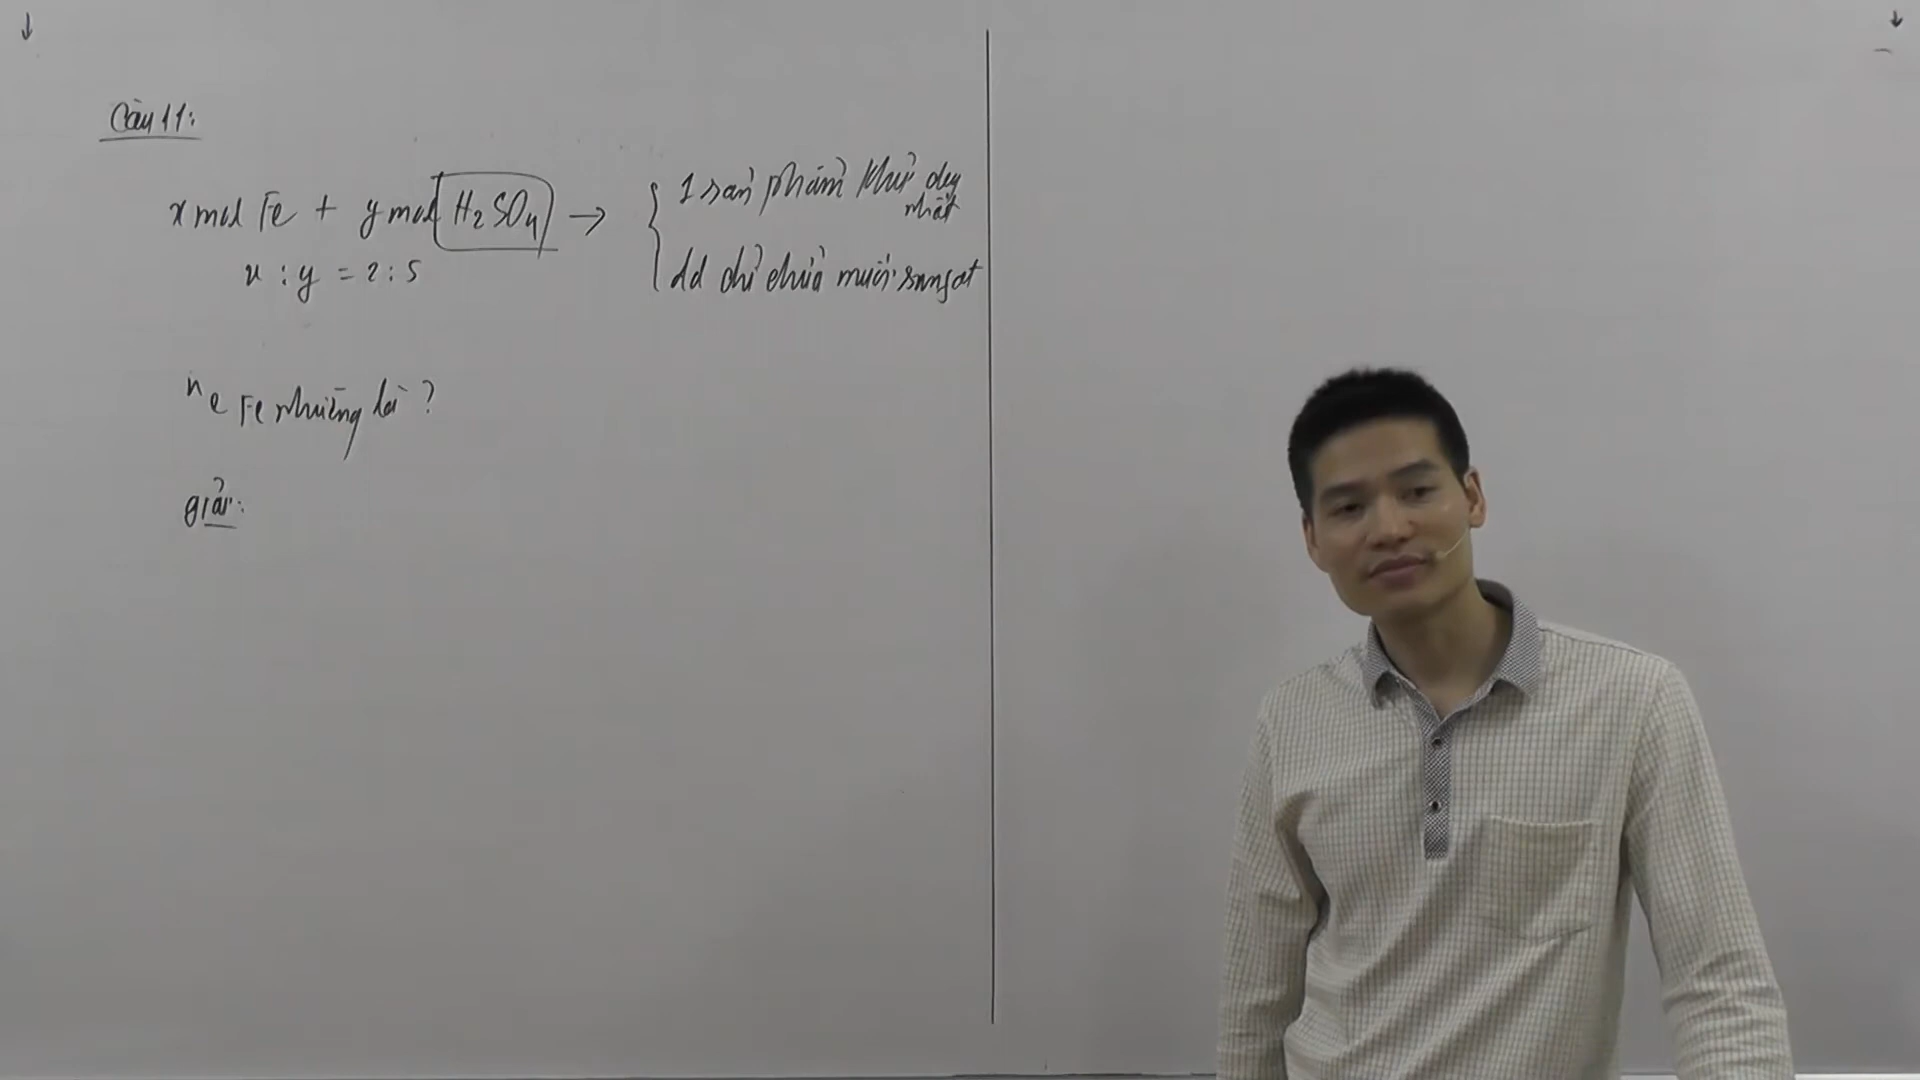 Câu 11:
x mol Fe + y mol H2SO4 → { 1 sản phẩm khử duy nhất
x : y = 2 : 5
dd chỉ chứa muối sunfat
n e Fe nhường là ?
giải: